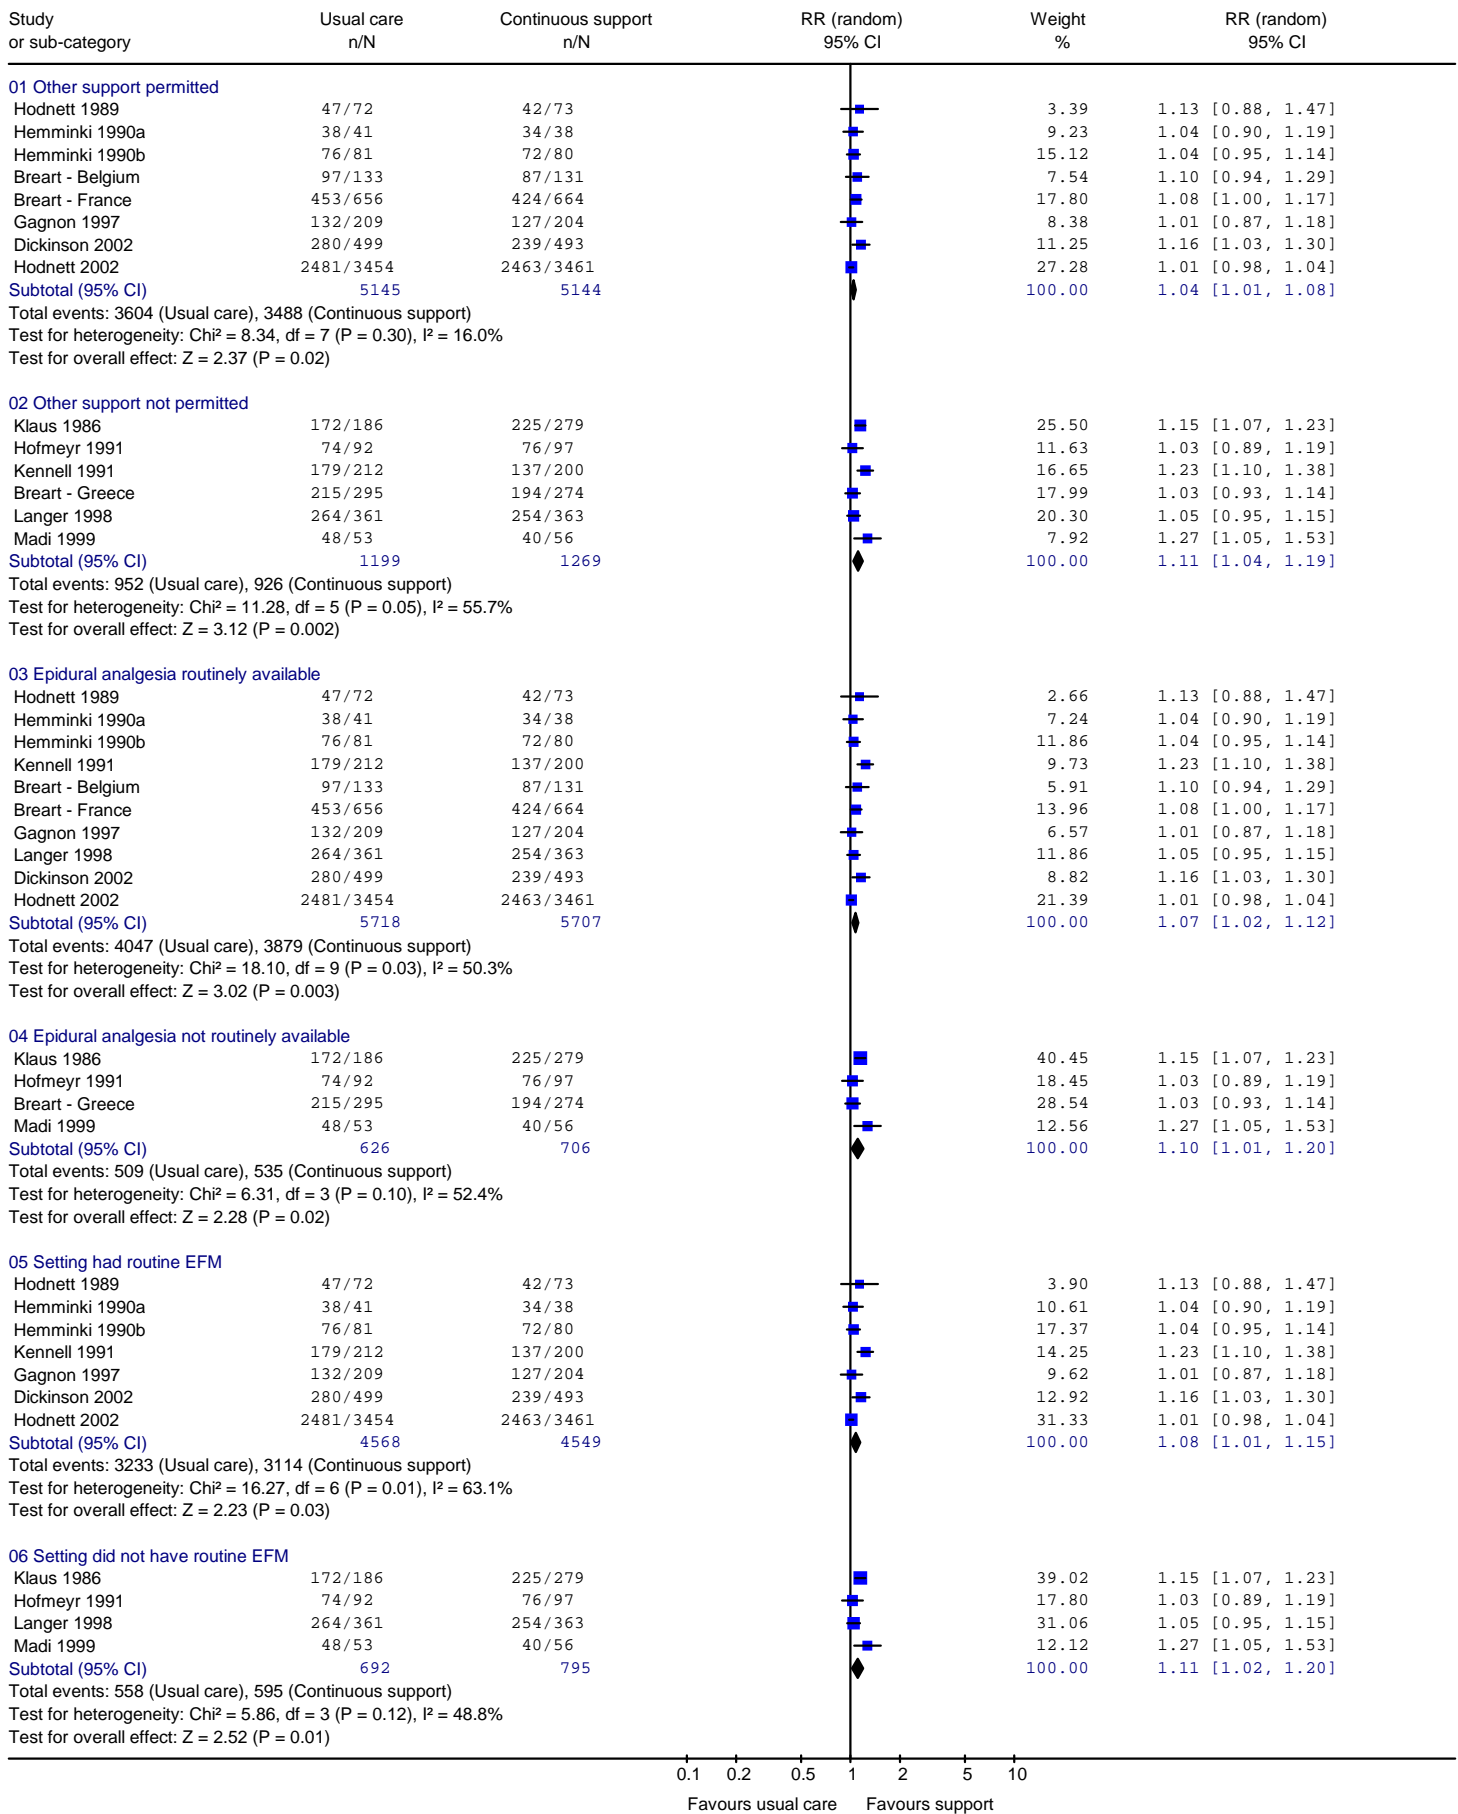 Study Usual care Continuous support RR (random) Weight RR (random)
or sub-category n/N n/N 95% CI % 95% CI
01 Other support permitted
Hodnett 1989 47/72 42/73 3.39 1.13 [0.88, 1.47]
Hemminki 1990a 38/41 34/38 9.23 1.04 [0.90, 1.19]
Hemminki 1990b 76/81 72/80 15.12 1.04 [0.95, 1.14]
Breart - Belgium 97/133 87/131 7.54 1.10 [0.94, 1.29]
Breart - France 453/656 424/664 17.80 1.08 [1.00, 1.17]
Gagnon 1997 132/209 127/204 8.38 1.01 [0.87, 1.18]
Dickinson 2002 280/499 239/493 11.25 1.16 [1.03, 1.30]
Hodnett 2002 2481/3454 2463/3461 27.28 1.01 [0.98, 1.04]
Subtotal (95% CI) 5145 5144 100.00 1.04 [1.01, 1.08]
Total events: 3604 (Usual care), 3488 (Continuous support)
Test for heterogeneity: Chi² = 8.34, df = 7 (P = 0.30), I² = 16.0%
Test for overall effect: Z = 2.37 (P = 0.02)
02 Other support not permitted
Klaus 1986 172/186 225/279 25.50 1.15 [1.07, 1.23]
Hofmeyr 1991 74/92 76/97 11.63 1.03 [0.89, 1.19]
Kennell 1991 179/212 137/200 16.65 1.23 [1.10, 1.38]
Breart - Greece 215/295 194/274 17.99 1.03 [0.93, 1.14]
Langer 1998 264/361 254/363 20.30 1.05 [0.95, 1.15]
Madi 1999 48/53 40/56 7.92 1.27 [1.05, 1.53]
Subtotal (95% CI) 1199 1269 100.00 1.11 [1.04, 1.19]
Total events: 952 (Usual care), 926 (Continuous support)
Test for heterogeneity: Chi² = 11.28, df = 5 (P = 0.05), I² = 55.7%
Test for overall effect: Z = 3.12 (P = 0.002)
03 Epidural analgesia routinely available
Hodnett 1989 47/72 42/73 2.66 1.13 [0.88, 1.47]
Hemminki 1990a 38/41 34/38 7.24 1.04 [0.90, 1.19]
Hemminki 1990b 76/81 72/80 11.86 1.04 [0.95, 1.14]
Kennell 1991 179/212 137/200 9.73 1.23 [1.10, 1.38]
Breart - Belgium 97/133 87/131 5.91 1.10 [0.94, 1.29]
Breart - France 453/656 424/664 13.96 1.08 [1.00, 1.17]
Gagnon 1997 132/209 127/204 6.57 1.01 [0.87, 1.18]
Langer 1998 264/361 254/363 11.86 1.05 [0.95, 1.15]
Dickinson 2002 280/499 239/493 8.82 1.16 [1.03, 1.30]
Hodnett 2002 2481/3454 2463/3461 21.39 1.01 [0.98, 1.04]
Subtotal (95% CI) 5718 5707 100.00 1.07 [1.02, 1.12]
Total events: 4047 (Usual care), 3879 (Continuous support)
Test for heterogeneity: Chi² = 18.10, df = 9 (P = 0.03), I² = 50.3%
Test for overall effect: Z = 3.02 (P = 0.003)
04 Epidural analgesia not routinely available
Klaus 1986 172/186 225/279 40.45 1.15 [1.07, 1.23]
Hofmeyr 1991 74/92 76/97 18.45 1.03 [0.89, 1.19]
Breart - Greece 215/295 194/274 28.54 1.03 [0.93, 1.14]
Madi 1999 48/53 40/56 12.56 1.27 [1.05, 1.53]
Subtotal (95% CI) 626 706 100.00 1.10 [1.01, 1.20]
Total events: 509 (Usual care), 535 (Continuous support)
Test for heterogeneity: Chi² = 6.31, df = 3 (P = 0.10), I² = 52.4%
Test for overall effect: Z = 2.28 (P = 0.02)
05 Setting had routine EFM
Hodnett 1989 47/72 42/73 3.90 1.13 [0.88, 1.47]
Hemminki 1990a 38/41 34/38 10.61 1.04 [0.90, 1.19]
Hemminki 1990b 76/81 72/80 17.37 1.04 [0.95, 1.14]
Kennell 1991 179/212 137/200 14.25 1.23 [1.10, 1.38]
Gagnon 1997 132/209 127/204 9.62 1.01 [0.87, 1.18]
Dickinson 2002 280/499 239/493 12.92 1.16 [1.03, 1.30]
Hodnett 2002 2481/3454 2463/3461 31.33 1.01 [0.98, 1.04]
Subtotal (95% CI) 4568 4549 100.00 1.08 [1.01, 1.15]
Total events: 3233 (Usual care), 3114 (Continuous support)
Test for heterogeneity: Chi² = 16.27, df = 6 (P = 0.01), I² = 63.1%
Test for overall effect: Z = 2.23 (P = 0.03)
06 Setting did not have routine EFM
Klaus 1986 172/186 225/279 39.02 1.15 [1.07, 1.23]
Hofmeyr 1991 74/92 76/97 17.80 1.03 [0.89, 1.19]
Langer 1998 264/361 254/363 31.06 1.05 [0.95, 1.15]
Madi 1999 48/53 40/56 12.12 1.27 [1.05, 1.53]
Subtotal (95% CI) 692 795 100.00 1.11 [1.02, 1.20]
Total events: 558 (Usual care), 595 (Continuous support)
Test for heterogeneity: Chi² = 5.86, df = 3 (P = 0.12), I² = 48.8%
Test for overall effect: Z = 2.52 (P = 0.01)
0.1 0.2 0.5 1 2 5 10
Favours usual care Favours support